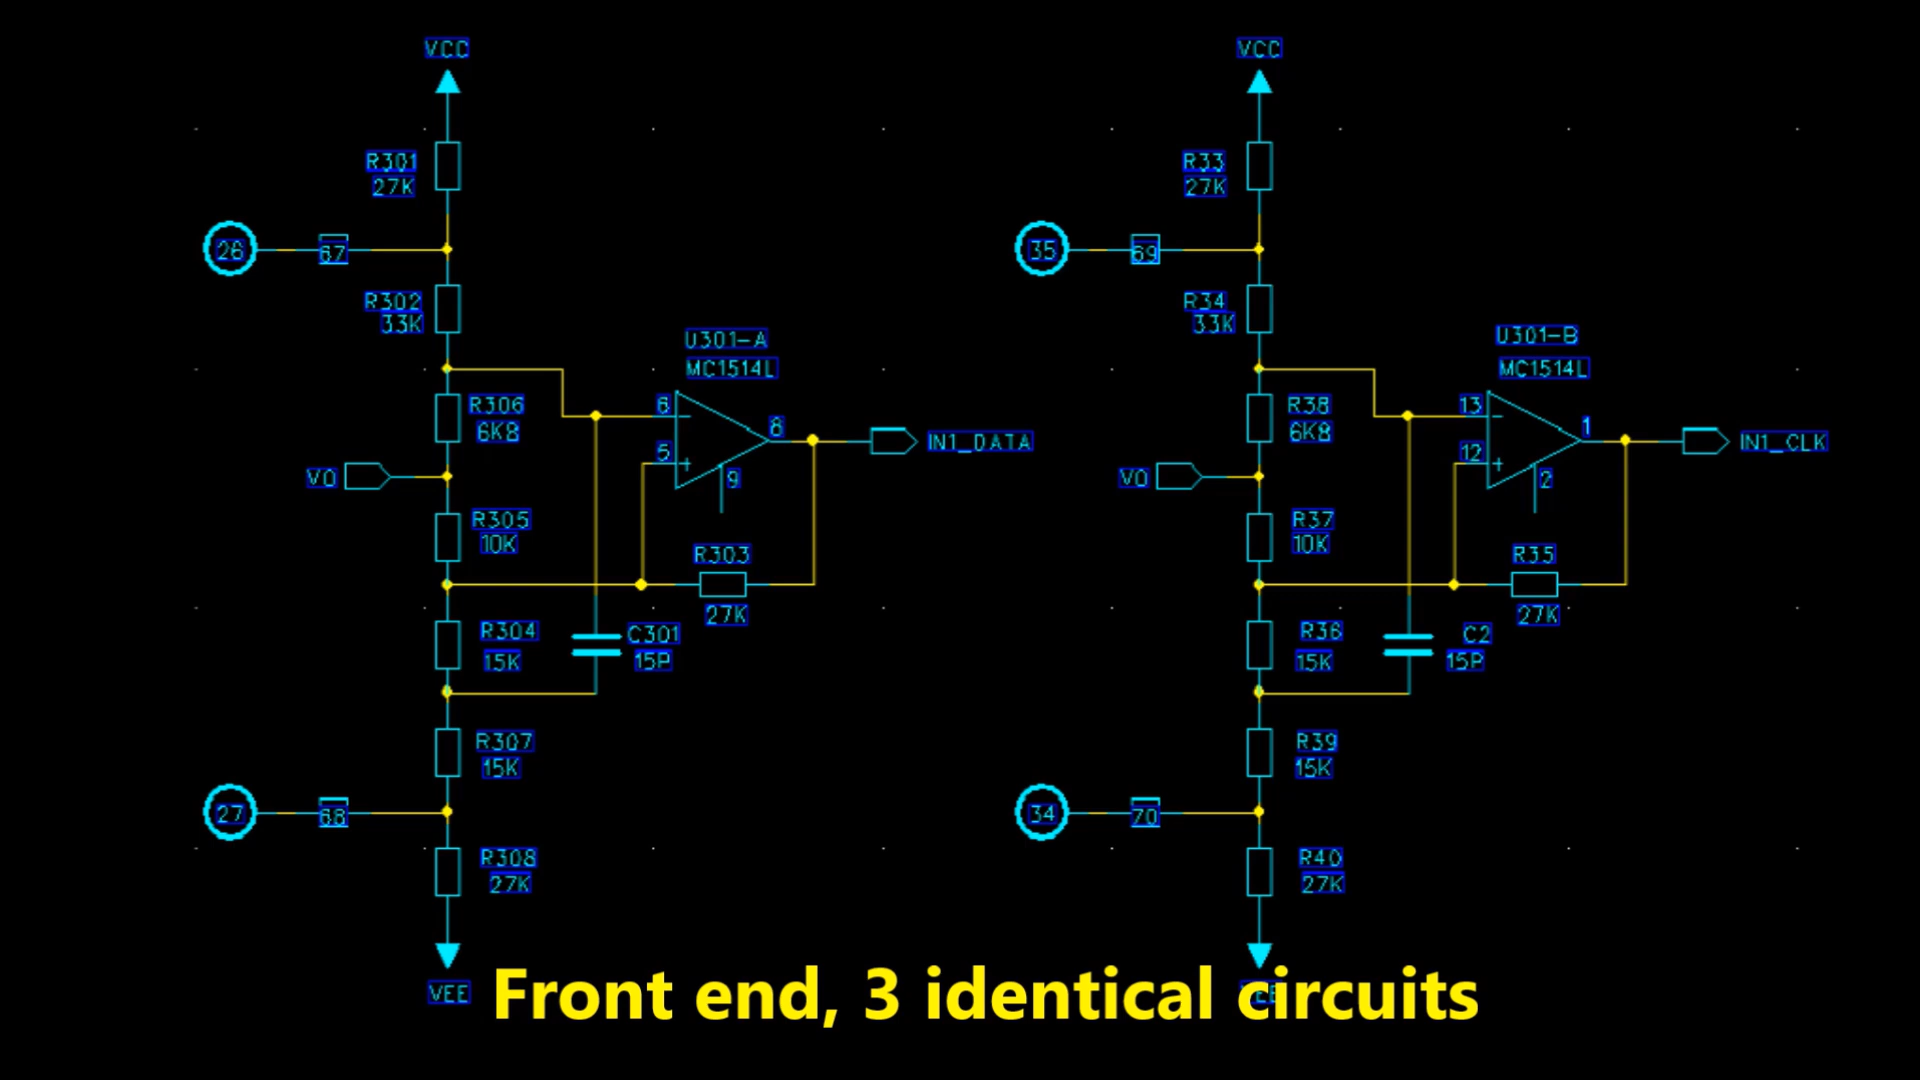 VCC
R301
27K
26
67
R302
33K
U301-A
MC1514L
R306
6K8
6
5
8
9
IN1_DATA
V0
R305
10K
R303
27K
R304
15K
C301
15P
R307
15K
27
68
R308
27K
VEE
VCC
R33
27K
35
69
R34
33K
U301-B
MC1514L
R38
6K8
13
12
1
2
IN1_CLK
V0
R37
10K
R35
27K
R36
15K
C2
15P
R39
15K
34
70
R40
27K
Front end, 3 identical circuits